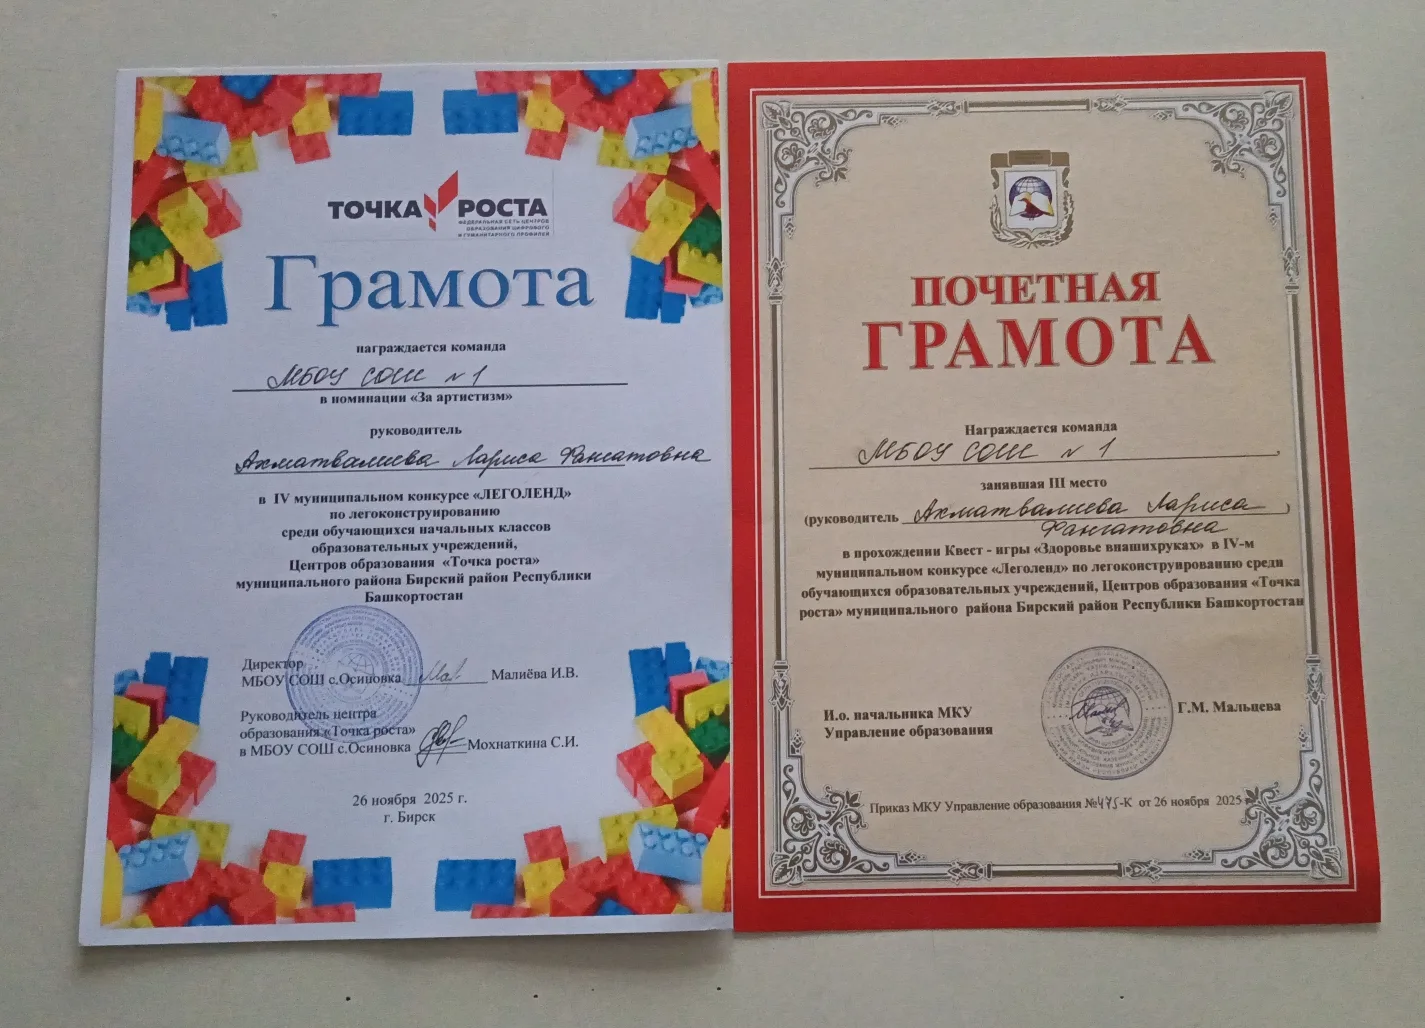 ТОЧКА РОСТА
ФЕДЕРАЛЬНАЯ СЕТЬ ЦЕНТРОВ
ОБРАЗОВАНИЯ ЦИФРОВОГО
И ГУМАНИТАРНОГО ПРОФИЛЕЙ
Грамота
награждается команда
МБОУ СОШ №1
в номинации «За артистизм»
руководитель
Ахматвалиева Лариса Фангатовна
в IV муниципальном конкурсе «ЛЕГОЛЕНД»
по легоконструированию
среди обучающихся начальных классов
образовательных учреждений,
Центров образования «Точка роста»
муниципального района Бирский район Республики
Башкортостан
Директор
МБОУ СОШ с.Осиновка Малиёва И.В.
Руководитель центра
образования «Точка роста»
в МБОУ СОШ с.Осиновка Мохнаткина С.И.
26 ноября 2025 г.
г. Бирск
ПОЧЕТНАЯ
ГРАМОТА
Награждается команда
МБОУ СОШ №1
занявшая III место
(руководитель Ахматвалиева Лариса )
Фангатовна
в прохождении Квест - игры «Здоровье внашихруках» в IV-м
муниципальном конкурсе «Леголенд» по легоконструированию среди
обучающихся образовательных учреждений, Центров образования «Точка
роста» муниципального района Бирский район Республики Башкортостан
И.о. начальника МКУ
Управление образования
Г.М. Мальцева
Приказ МКУ Управление образования №475-К от 26 ноября 2025